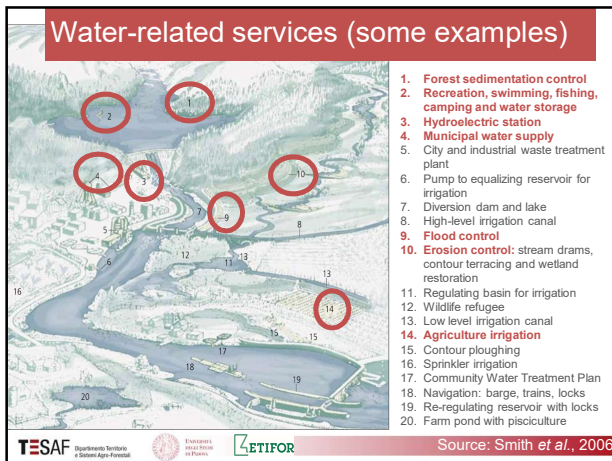 Water-related services (some examples)
1. Forest sedimentation control
2. Recreation, swimming, fishing,
camping and water storage
3. Hydroelectric station
4. Municipal water supply
5. City and industrial waste treatment
plant
6. Pump to equalizing reservoir for
irrigation
7. Diversion dam and lake
8. High-level irrigation canal
9. Flood control
10. Erosion control: stream drams,
contour terracing and wetland
restoration
11. Regulating basin for irrigation
12. Wildlife refugee
13. Low level irrigation canal
14. Agriculture irrigation
15. Contour ploughing
16. Sprinkler irrigation
17. Community Water Treatment Plan
18. Navigation: barge, trains, locks
19. Re-regulating reservoir with locks
20. Farm pond with pisciculture
1
2
3
4
10
7
9
8
5
12
13
11
6
13
16
14
15
15
17
18
19
20
TESAF Dipartimento Territorio
e Sistemi Agro-Forestali
UNIVERSITÀ
DEGLI STUDI
DI PADOVA
ETIFOR
Source: Smith et al., 2006